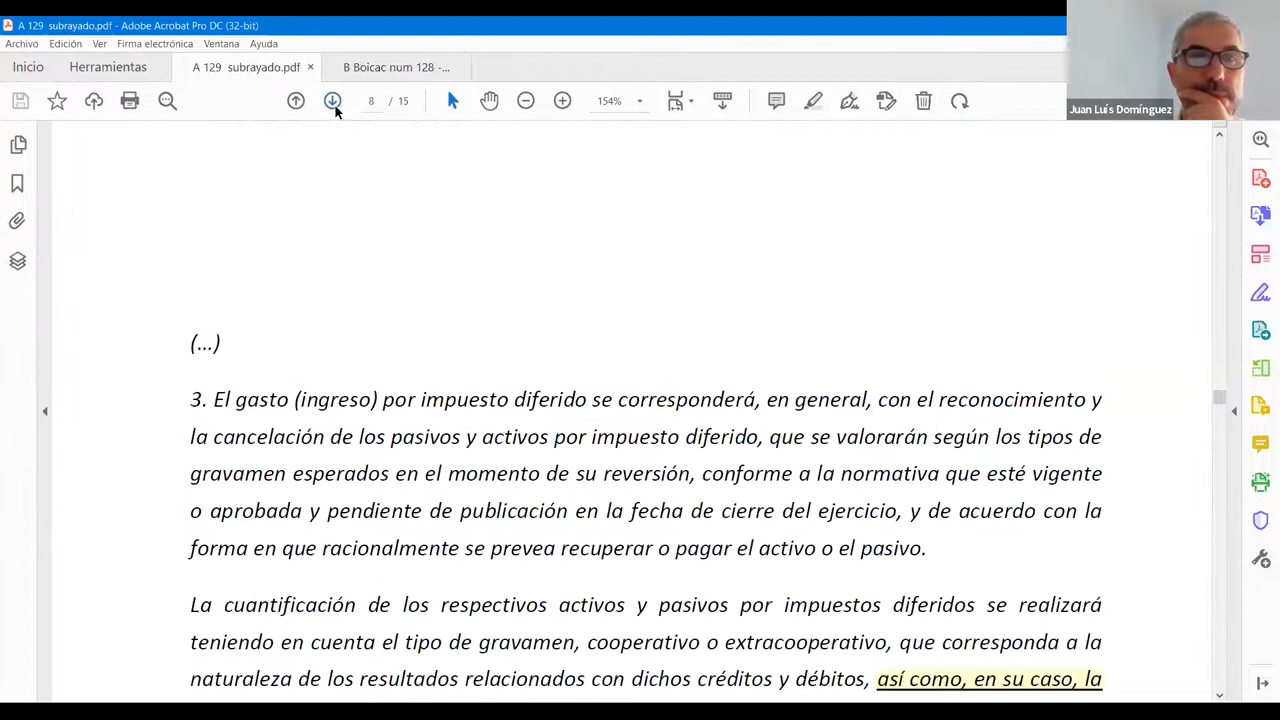 A 129 subrayado.pdf - Adobe Acrobat Pro DC (32-bit)
Archivo Edición Ver Firma electrónica Ventana Ayuda
Inicio Herramientas A 129 subrayado.pdf × B Boicac num 128 -...
8 / 15 154%
Juan Luís Domínguez
(...)
3. El gasto (ingreso) por impuesto diferido se corresponderá, en general, con el reconocimiento y
la cancelación de los pasivos y activos por impuesto diferido, que se valorarán según los tipos de
gravamen esperados en el momento de su reversión, conforme a la normativa que esté vigente
o aprobada y pendiente de publicación en la fecha de cierre del ejercicio, y de acuerdo con la
forma en que racionalmente se prevea recuperar o pagar el activo o el pasivo.
La cuantificación de los respectivos activos y pasivos por impuestos diferidos se realizará
teniendo en cuenta el tipo de gravamen, cooperativo o extracooperativo, que corresponda a la
naturaleza de los resultados relacionados con dichos créditos y débitos, así como, en su caso, la